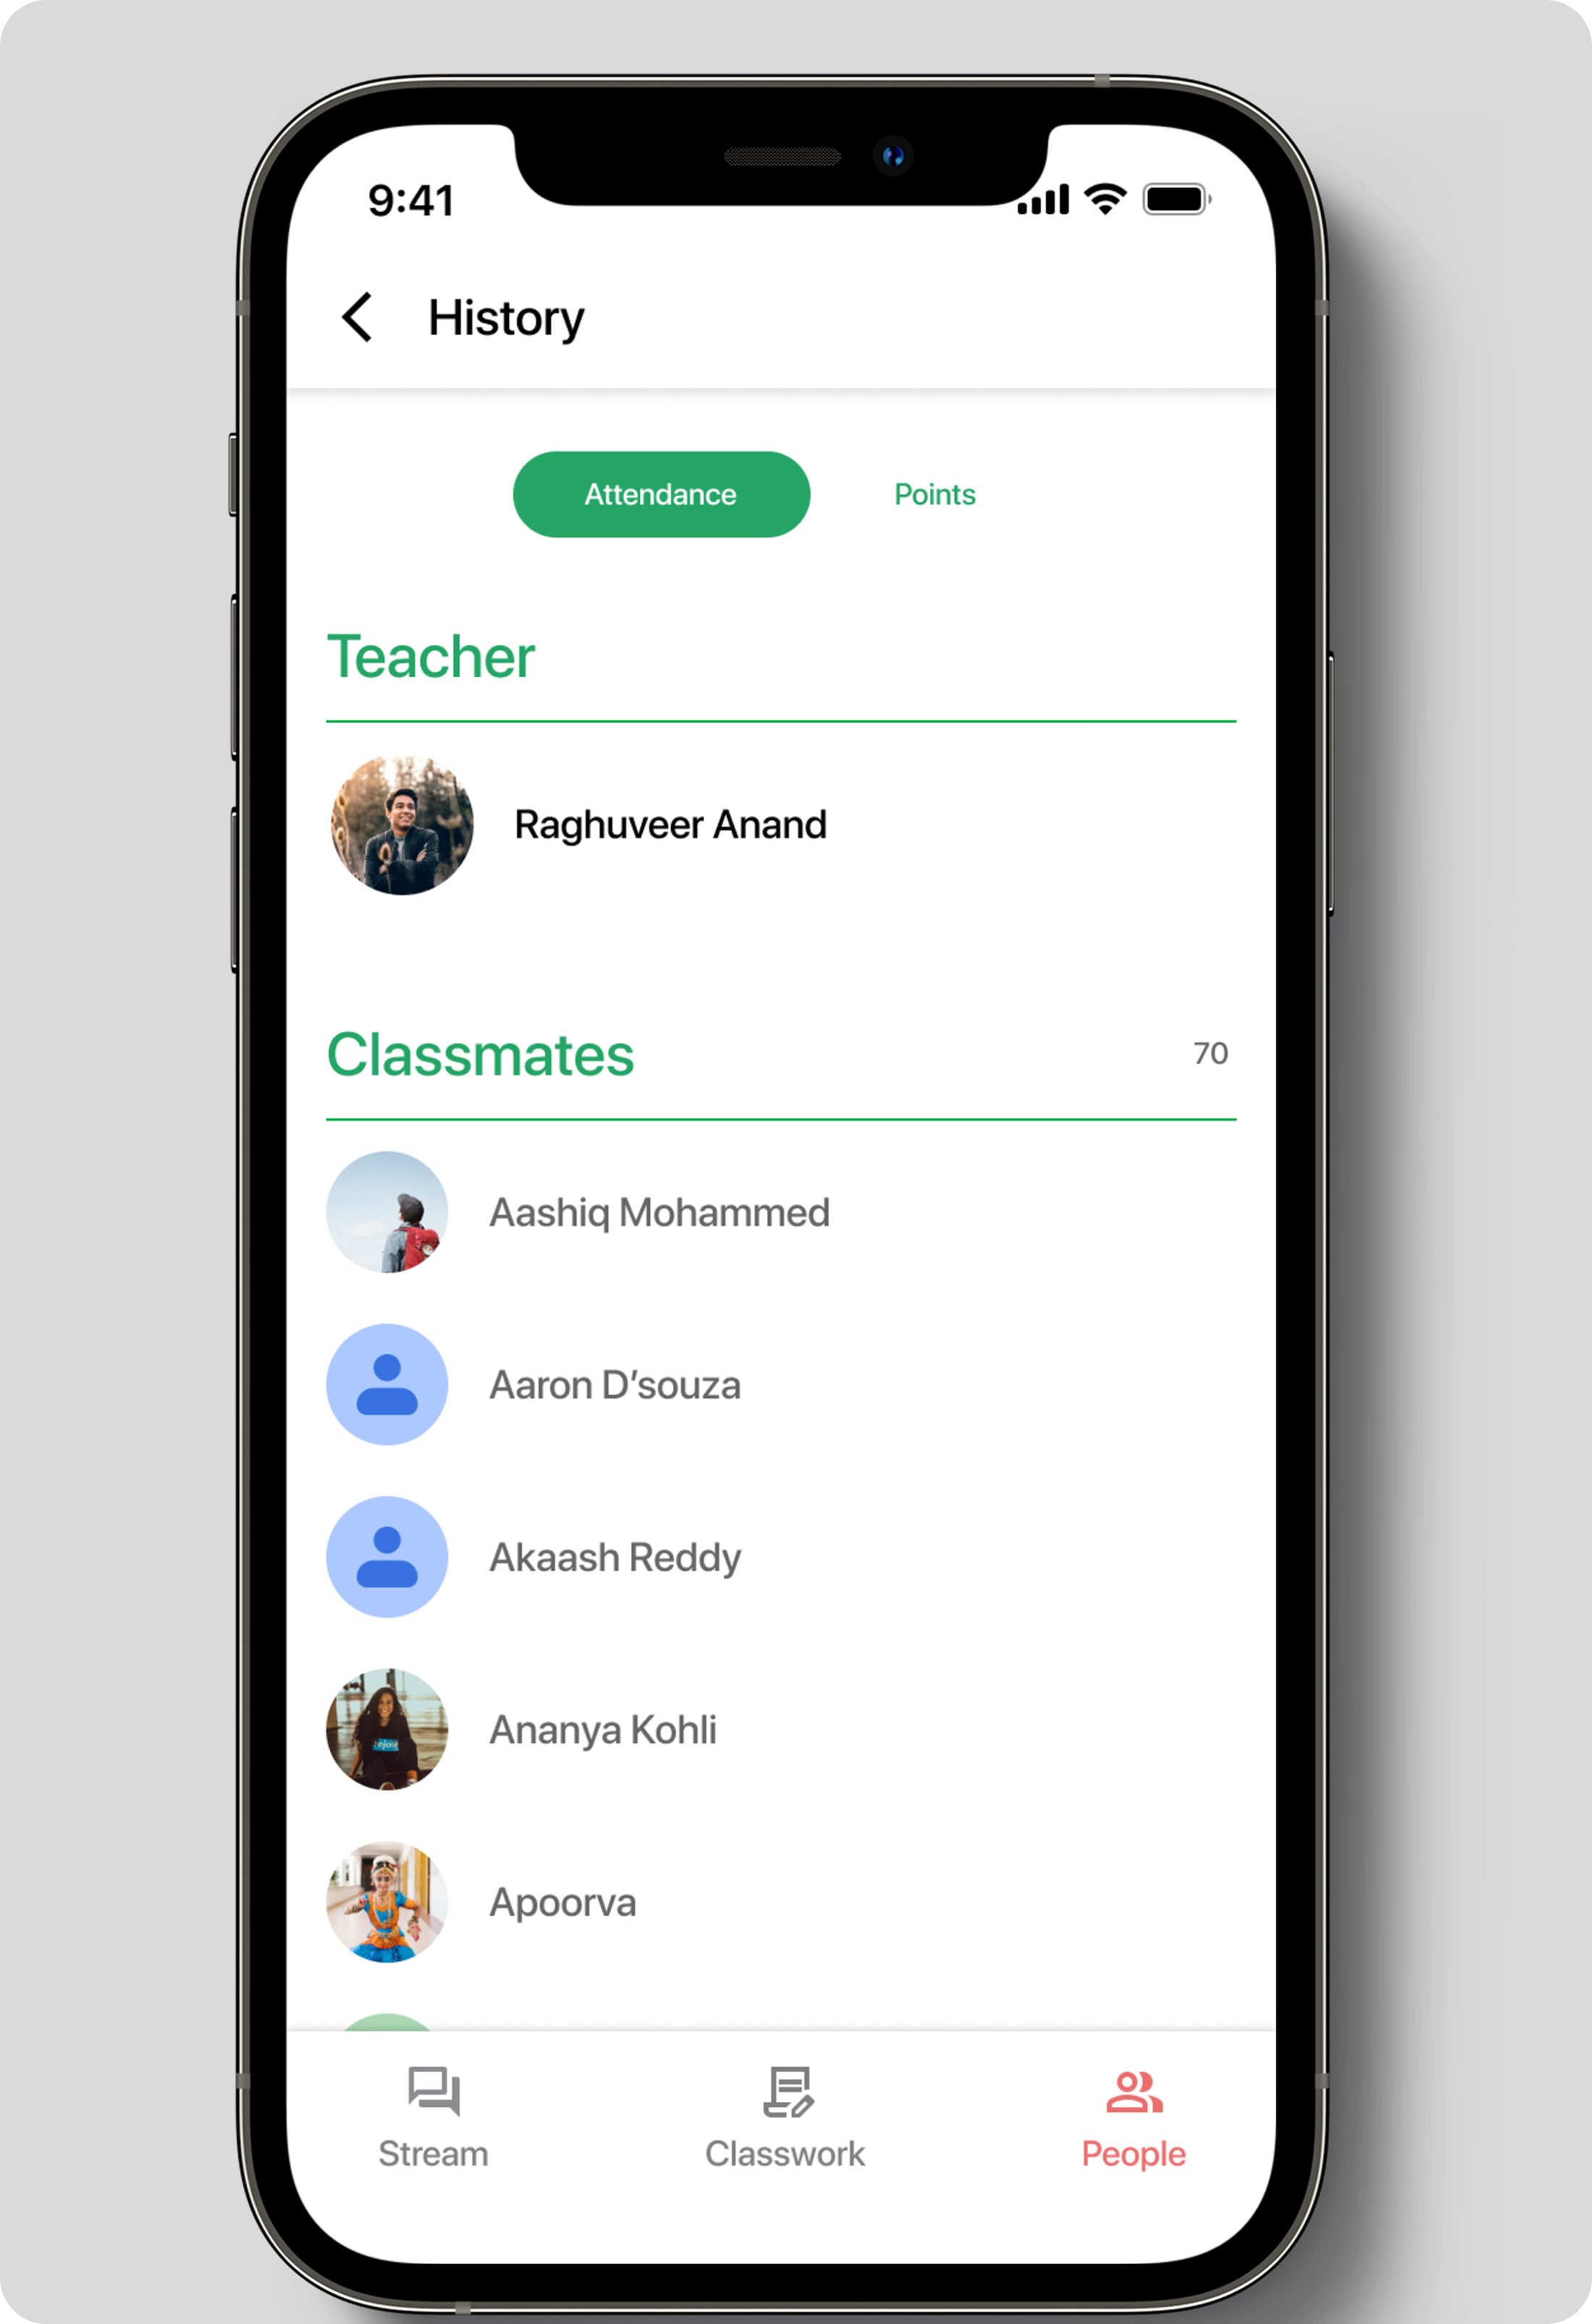 9:41
History
Attendance
Points
Teacher
Raghuveer Anand
Classmates
70
Aashiq Mohammed
Aaron D’souza
Akaash Reddy
Ananya Kohli
Apoorva
Stream
Classwork
People